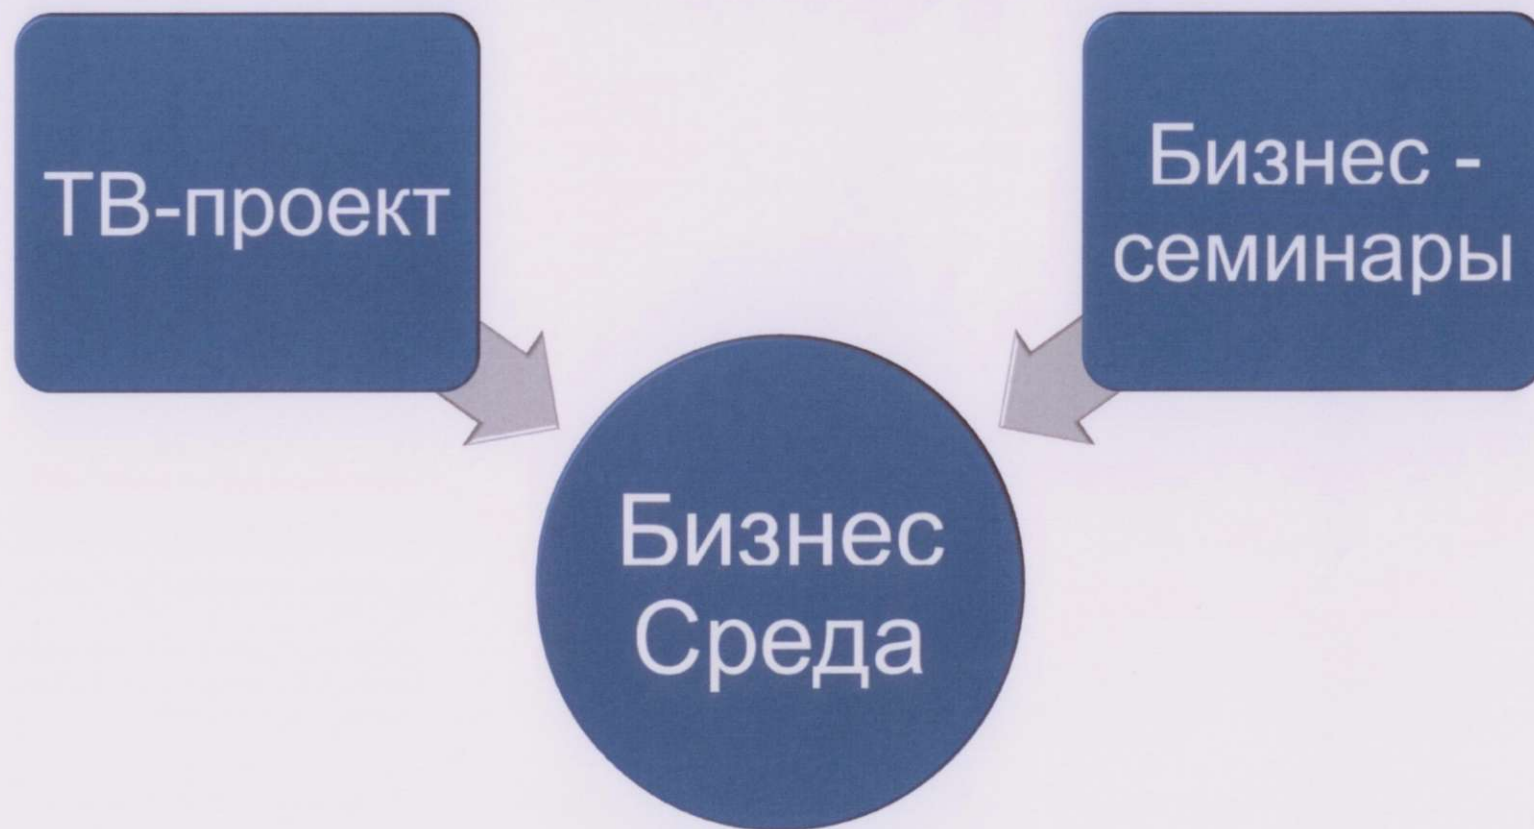 ТВ-проект
Бизнес -
семинары
Бизнес
Среда